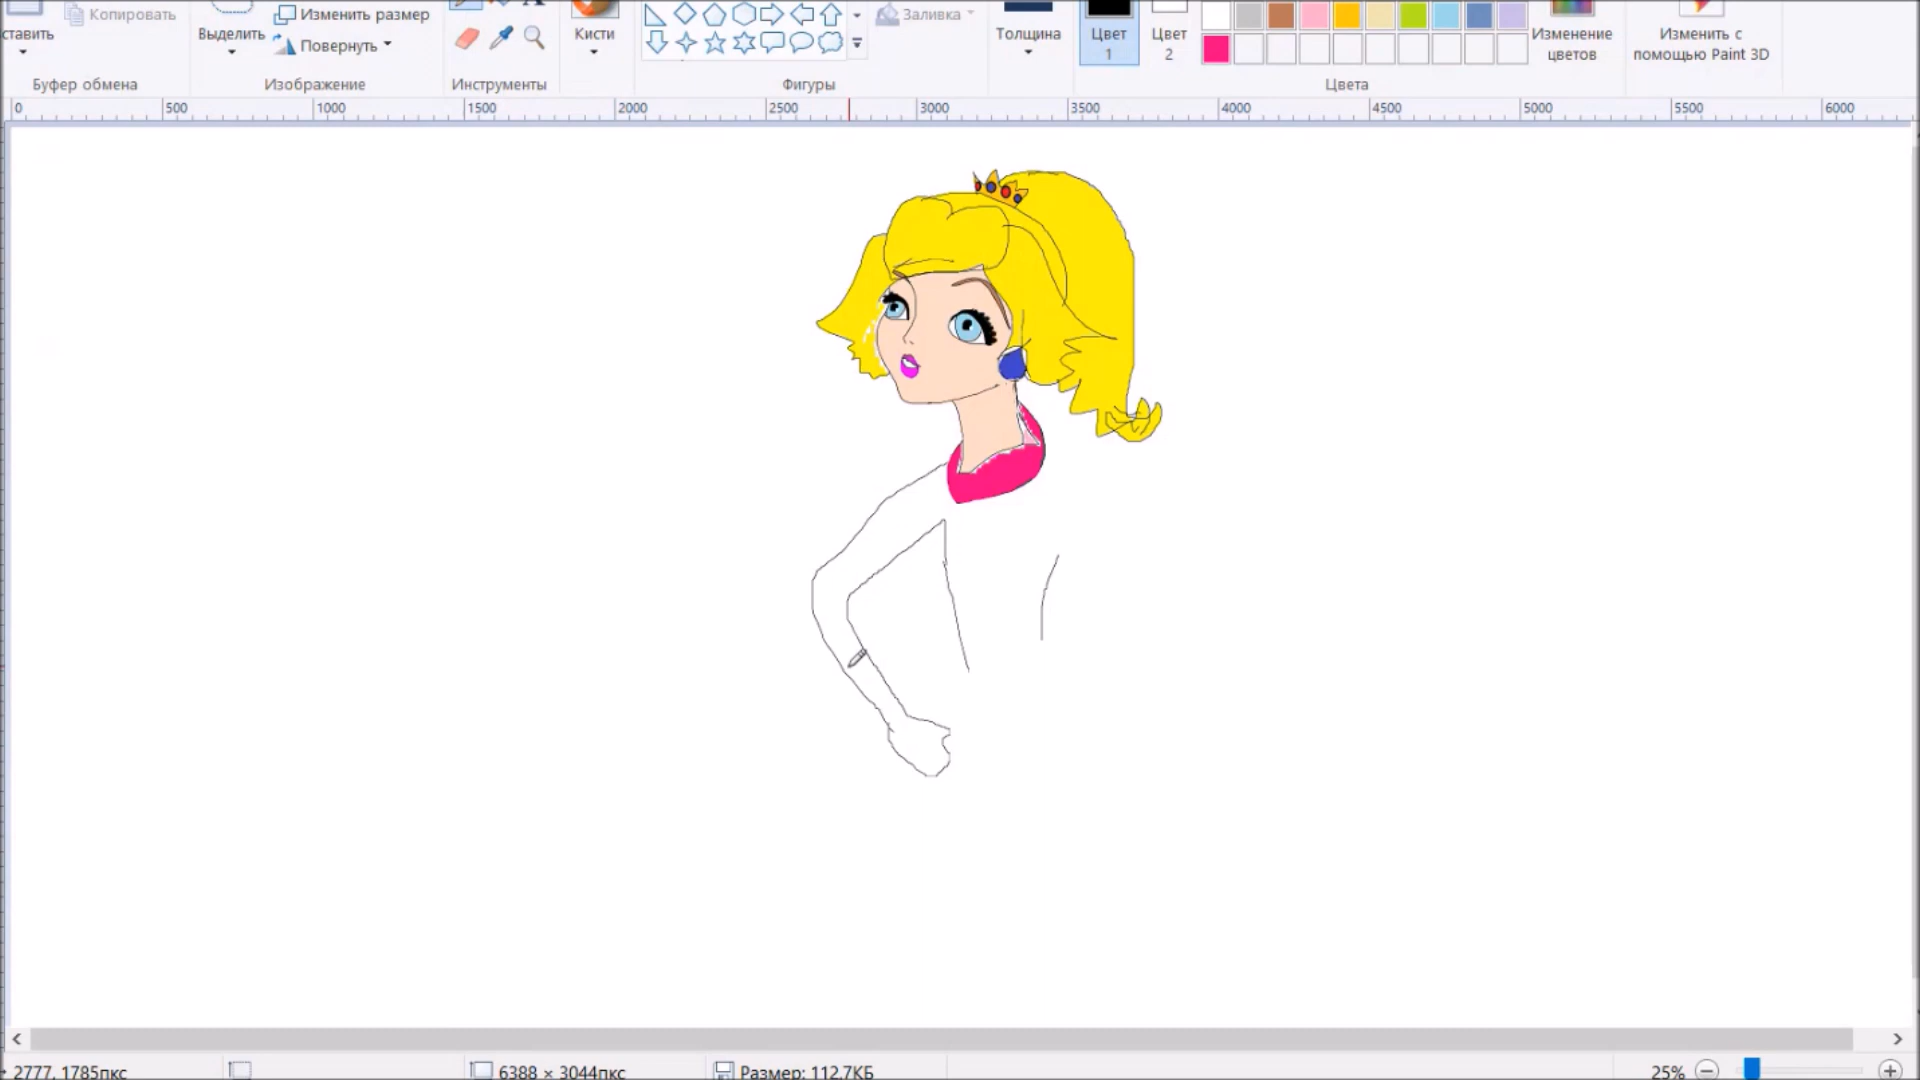 ставить
Копировать
Выделить
Изменить размер
Повернуть
Кисти
Заливка
Толщина
Цвет
1
Цвет
2
Изменение
цветов
Изменить с
помощью Paint 3D
Буфер обмена
Изображение
Инструменты
Фигуры
Цвета
0 500 1000 1500 2000 2500 3000 3500 4000 4500 5000 5500 6000
2777, 1785пкс
6388 × 3044пкс
Размер: 112,7КБ
25%